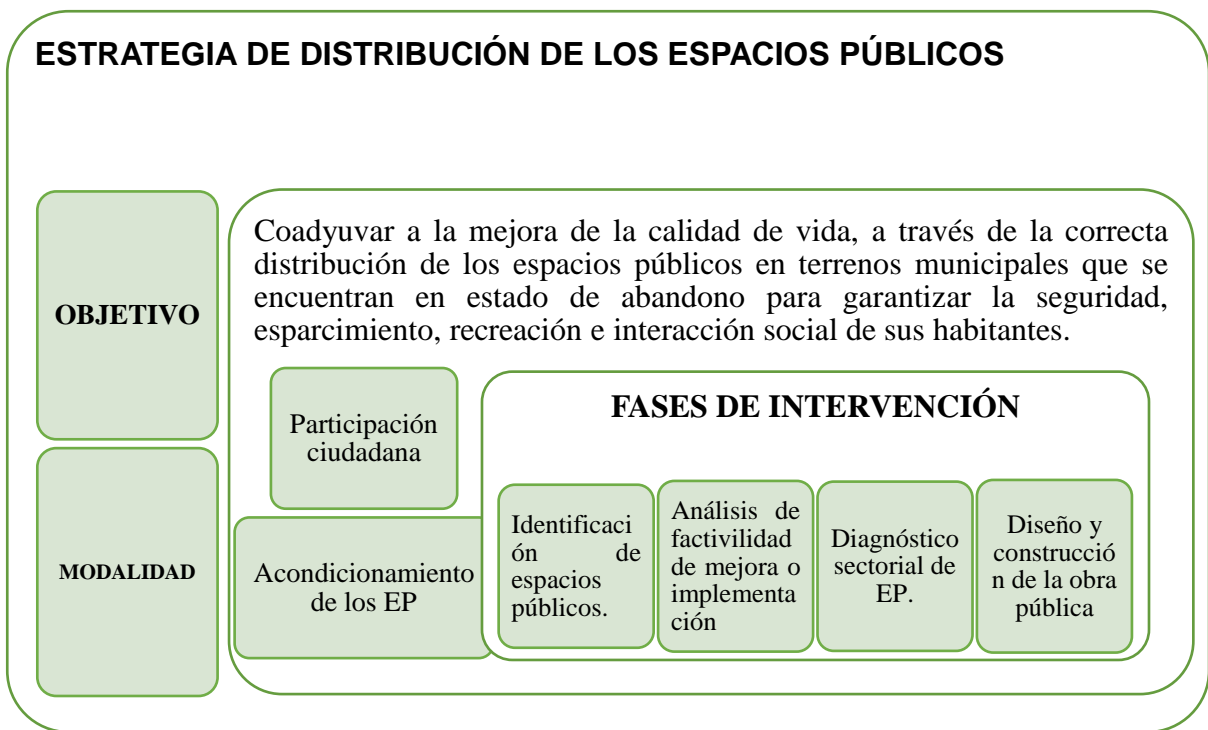 ESTRATEGIA DE DISTRIBUCIÓN DE LOS ESPACIOS PÚBLICOS
OBJETIVO
Coadyuvar a la mejora de la calidad de vida, a través de la correcta
distribución de los espacios públicos en terrenos municipales que se
encuentran en estado de abandono para garantizar la seguridad,
esparcimiento, recreación e interacción social de sus habitantes.
MODALIDAD
Participación
ciudadana
Acondicionamiento
de los EP
FASES DE INTERVENCIÓN
Identificaci
ón de
espacios
públicos.
Análisis de
factivilidad
de mejora o
implementa
ción
Diagnóstico
sectorial de
EP.
Diseño y
construcció
n de la obra
pública